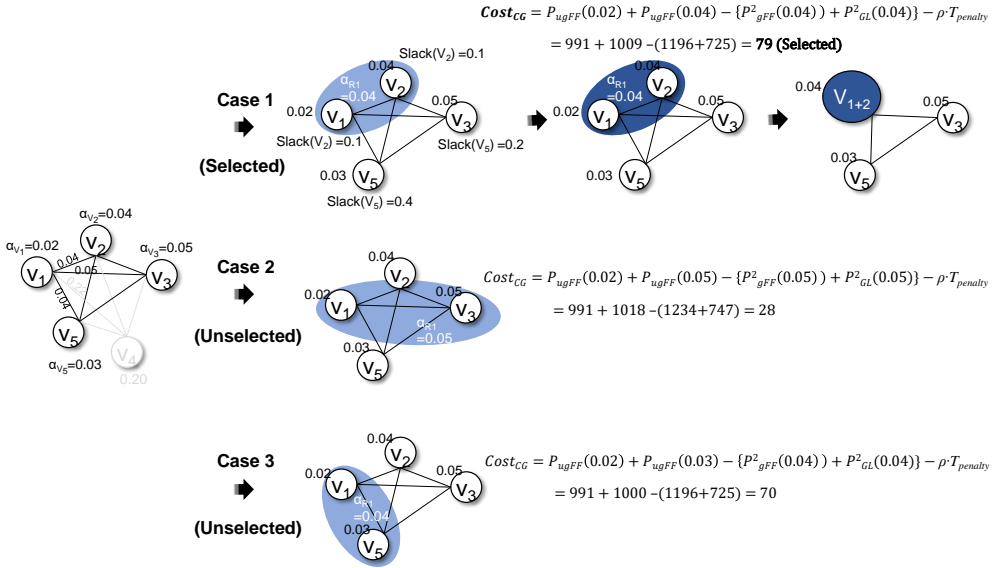 Cost_CG = P_ugFF(0.02) + P_ugFF(0.04) − {P²_gFF(0.04)) + P²_GL(0.04)} − ρ·T_penalty
= 991 + 1009 –(1196+725) = 79 (Selected)
Case 1
(Selected)
Slack(V₂) =0.1
0.04
α_R1
=0.04
V₂
0.02
V₁
0.05
V₃
Slack(V₂) =0.1
Slack(V₅) =0.2
0.03
V₅
Slack(V₅) =0.4
0.04
α_R1
=0.04
V₂
0.02
V₁
0.05
V₃
0.03
V₅
0.04
V₁₊₂
0.05
V₃
0.03
V₅
α_V₂=0.04
α_V₁=0.02
α_V₃=0.05
V₂
V₁
V₃
0.04
0.05
0.20
0.04
V₅
V₄
α_V₅=0.03
0.20
Case 2
(Unselected)
0.04
V₂
0.02
V₁
0.05
V₃
α_R1
=0.05
0.03
V₅
Cost_CG = P_ugFF(0.02) + P_ugFF(0.05) − {P²_gFF(0.05)) + P²_GL(0.05)} − ρ·T_penalty
= 991 + 1018 –(1234+747) = 28
Case 3
(Unselected)
0.04
V₂
0.02
V₁
0.05
V₃
α_R1
=0.04
0.03
V₅
Cost_CG = P_ugFF(0.02) + P_ugFF(0.03) − {P²_gFF(0.04)) + P²_GL(0.04)} − ρ·T_penalty
= 991 + 1000 –(1196+725) = 70